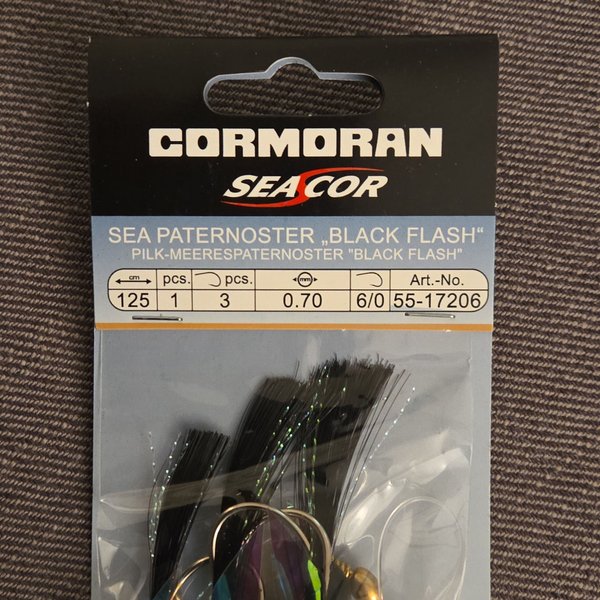 CORMORAN
SEACOR
SEA PATERNOSTER „BLACK FLASH“
PILK-MEERESPATERNOSTER "BLACK FLASH"
cm pcs. pcs. mm Art.-No.
125 1 3 0.70 6/0 55-17206